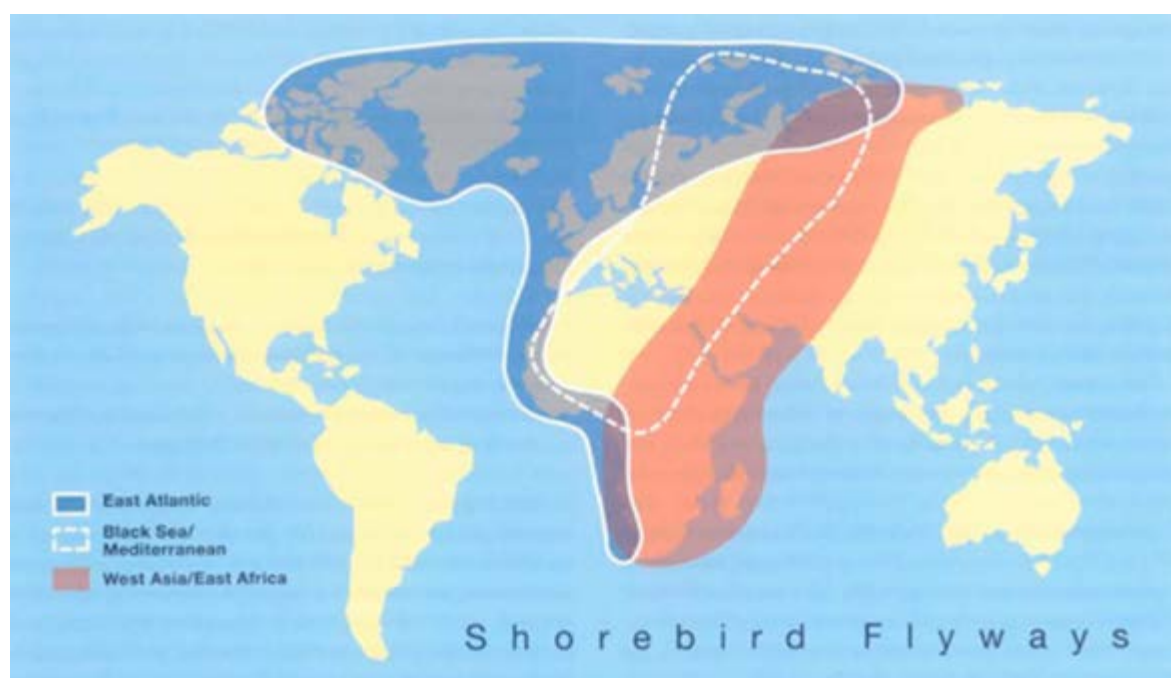 East Atlantic
Black Sea/
Mediterranean
West Asia/East Africa
Shorebird Flyways